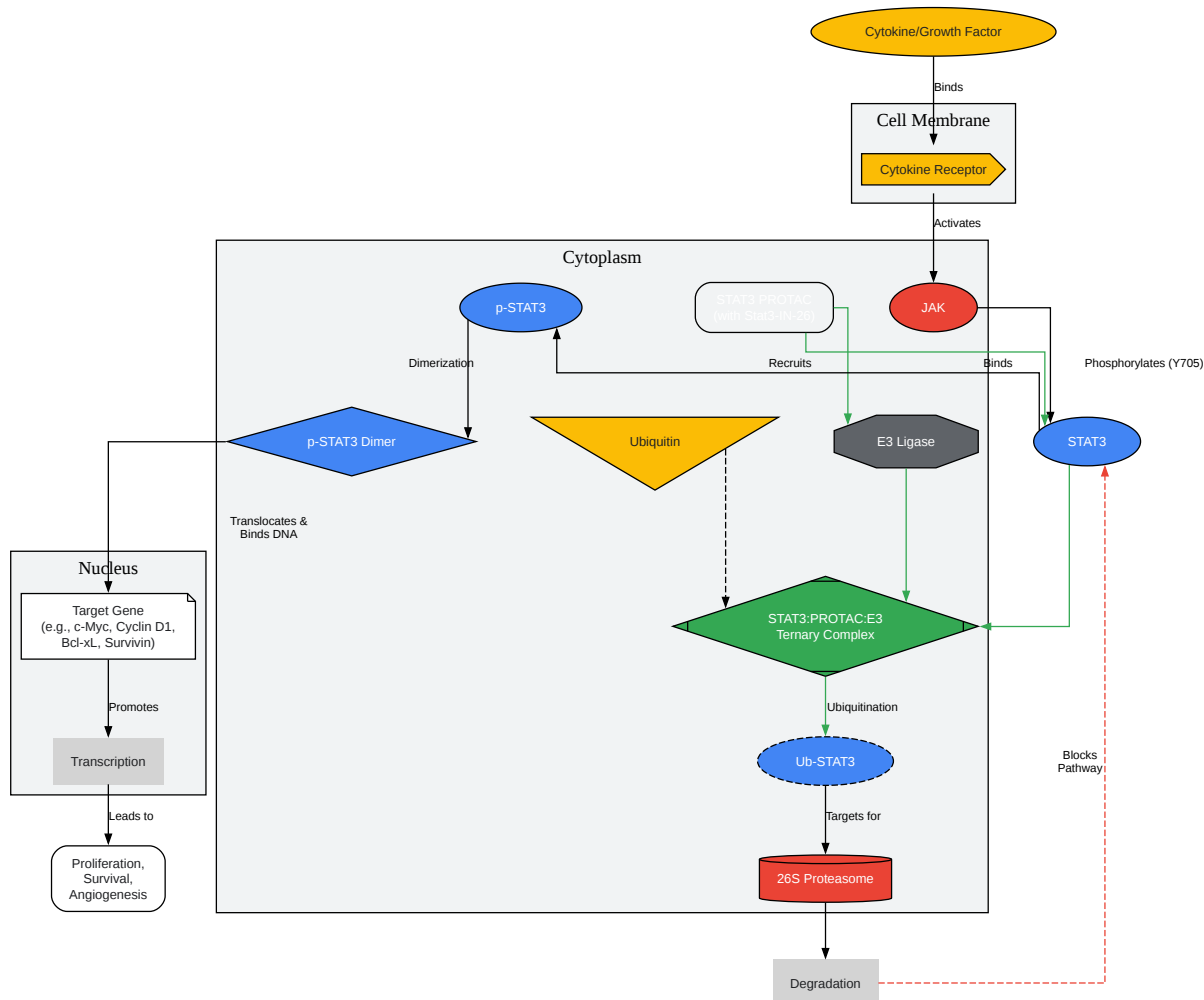 Cytokine/Growth Factor
Binds
Cell Membrane
Cytokine Receptor
Activates
Cytoplasm
p-STAT3
STAT3 PROTAC
(with Stat3-IN-26)
JAK
Dimerization
Recruits
Binds
Phosphorylates (Y705)
p-STAT3 Dimer
Ubiquitin
E3 Ligase
STAT3
Translocates &
Binds DNA
Nucleus
Target Gene
(e.g., c-Myc, Cyclin D1,
Bcl-xL, Survivin)
STAT3:PROTAC:E3
Ternary Complex
Promotes
Ubiquitination
Transcription
Ub-STAT3
Blocks
Pathway
Leads to
Targets for
Proliferation,
Survival,
Angiogenesis
26S Proteasome
Degradation